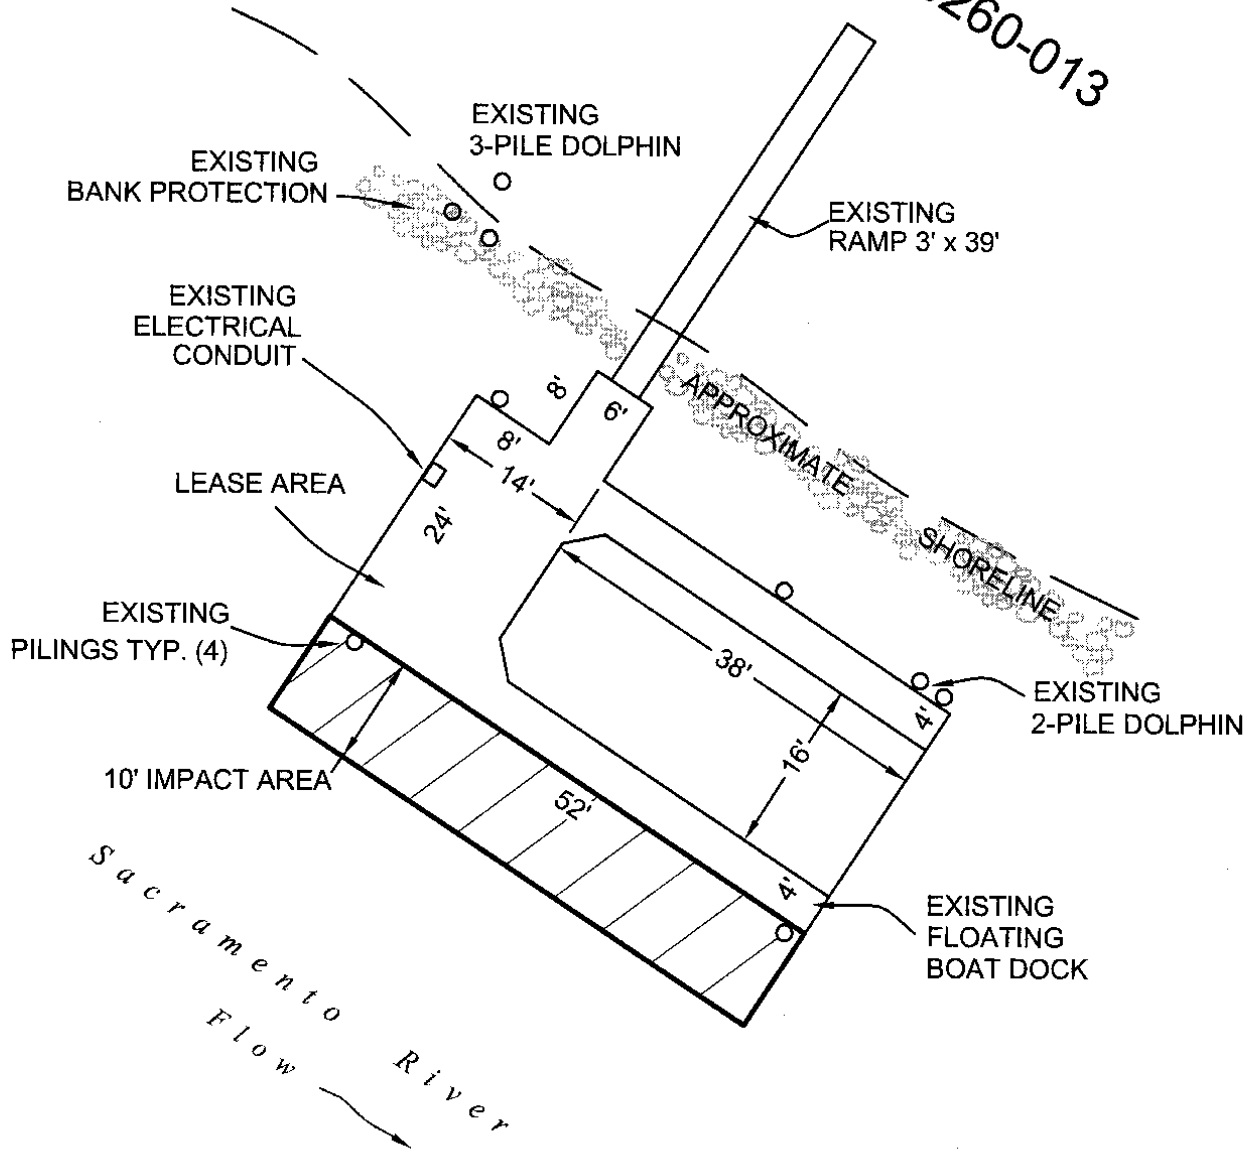 260-013
EXISTING
3-PILE DOLPHIN
EXISTING
BANK PROTECTION
EXISTING
RAMP 3' x 39'
EXISTING
ELECTRICAL
CONDUIT
8'
6'
8'
14'
24'
APPROXIMATE
SHORELINE
LEASE AREA
EXISTING
PILINGS TYP. (4)
38'
16'
4'
EXISTING
2-PILE DOLPHIN
10' IMPACT AREA
52'
4'
EXISTING
FLOATING
BOAT DOCK
Sacramento River
Flow